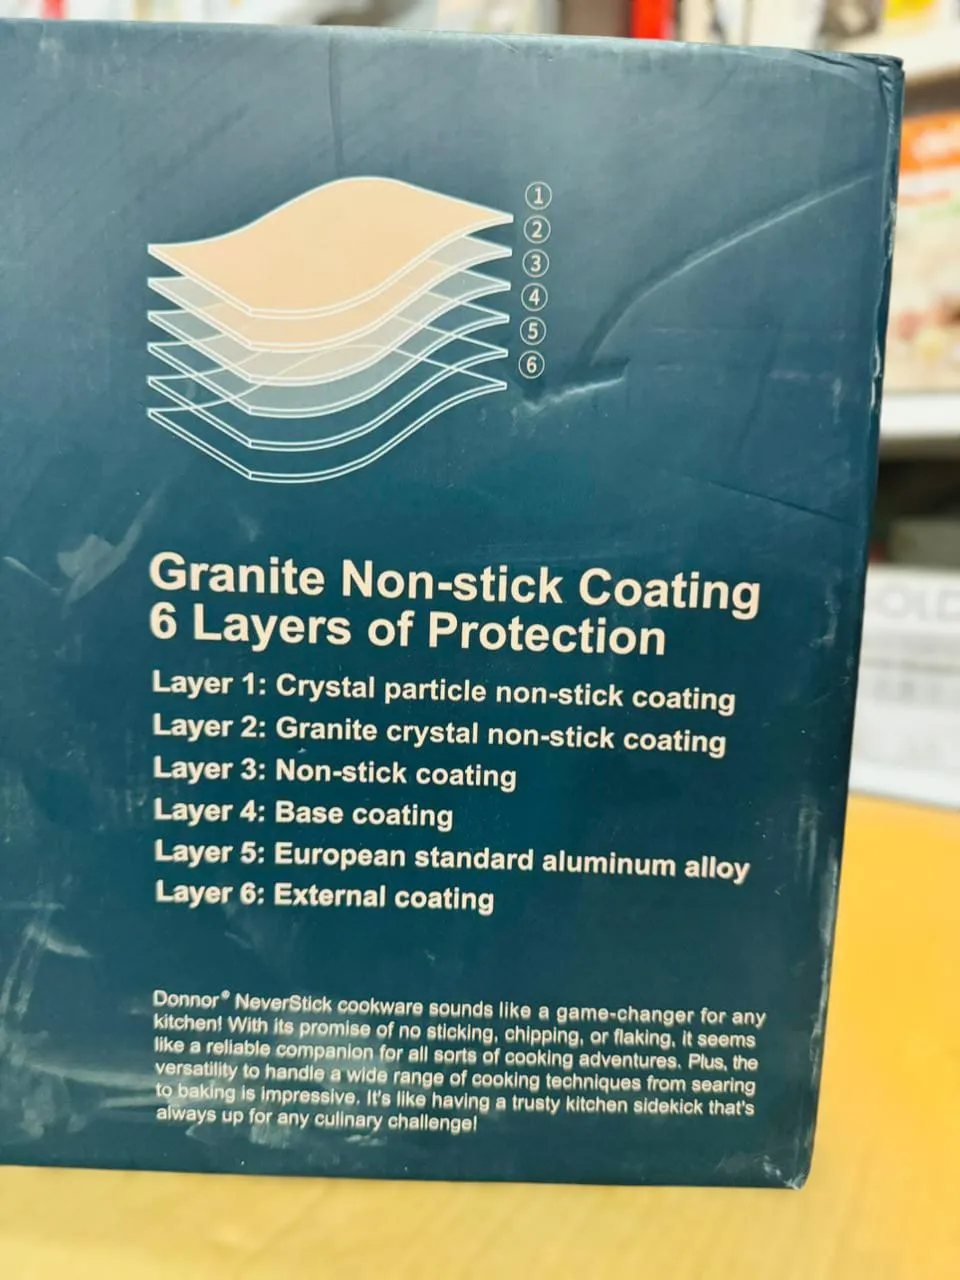 ①
②
③
④
⑤
⑥
Granite Non-stick Coating
6 Layers of Protection
Layer 1: Crystal particle non-stick coating
Layer 2: Granite crystal non-stick coating
Layer 3: Non-stick coating
Layer 4: Base coating
Layer 5: European standard aluminum alloy
Layer 6: External coating
Donnor® NeverStick cookware sounds like a game-changer for any
kitchen! With its promise of no sticking, chipping, or flaking, it seems
like a reliable companion for all sorts of cooking adventures. Plus, the
versatility to handle a wide range of cooking techniques from searing
to baking is impressive. It's like having a trusty kitchen sidekick that's
always up for any culinary challenge!